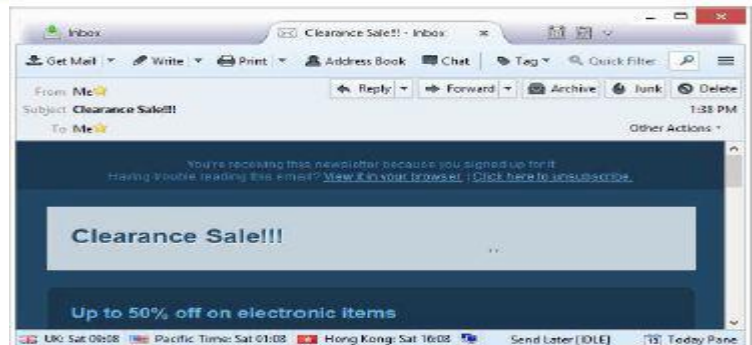 Inbox Clearance Sale!!! - Inbox
Get Mail Write Print Address Book Chat Tag Quick Filter
From Me Reply Forward Archive Junk Delete
Subject Clearance Sale!!! 1:38 PM
To Me Other Actions
You're receiving this newsletter because you signed up for it
Having trouble reading this email? View it in your browser. | Click here to unsubscribe.
Clearance Sale!!!
Up to 50% off on electronic items
UK: Sat 09:08 Pacific Time: Sat 01:08 Hong Kong: Sat 16:08 Send Later [IDLE] Today Pane